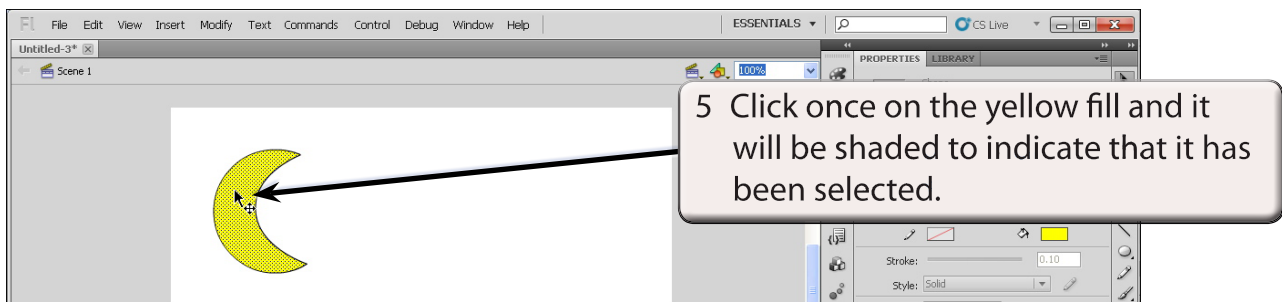 Fl File Edit View Insert Modify Text Commands Control Debug Window Help ESSENTIALS CS Live
Untitled-3*
Scene 1 100%
PROPERTIES LIBRARY
5 Click once on the yellow fill and it
will be shaded to indicate that it has
been selected.
Stroke: 0.10
Style: Solid